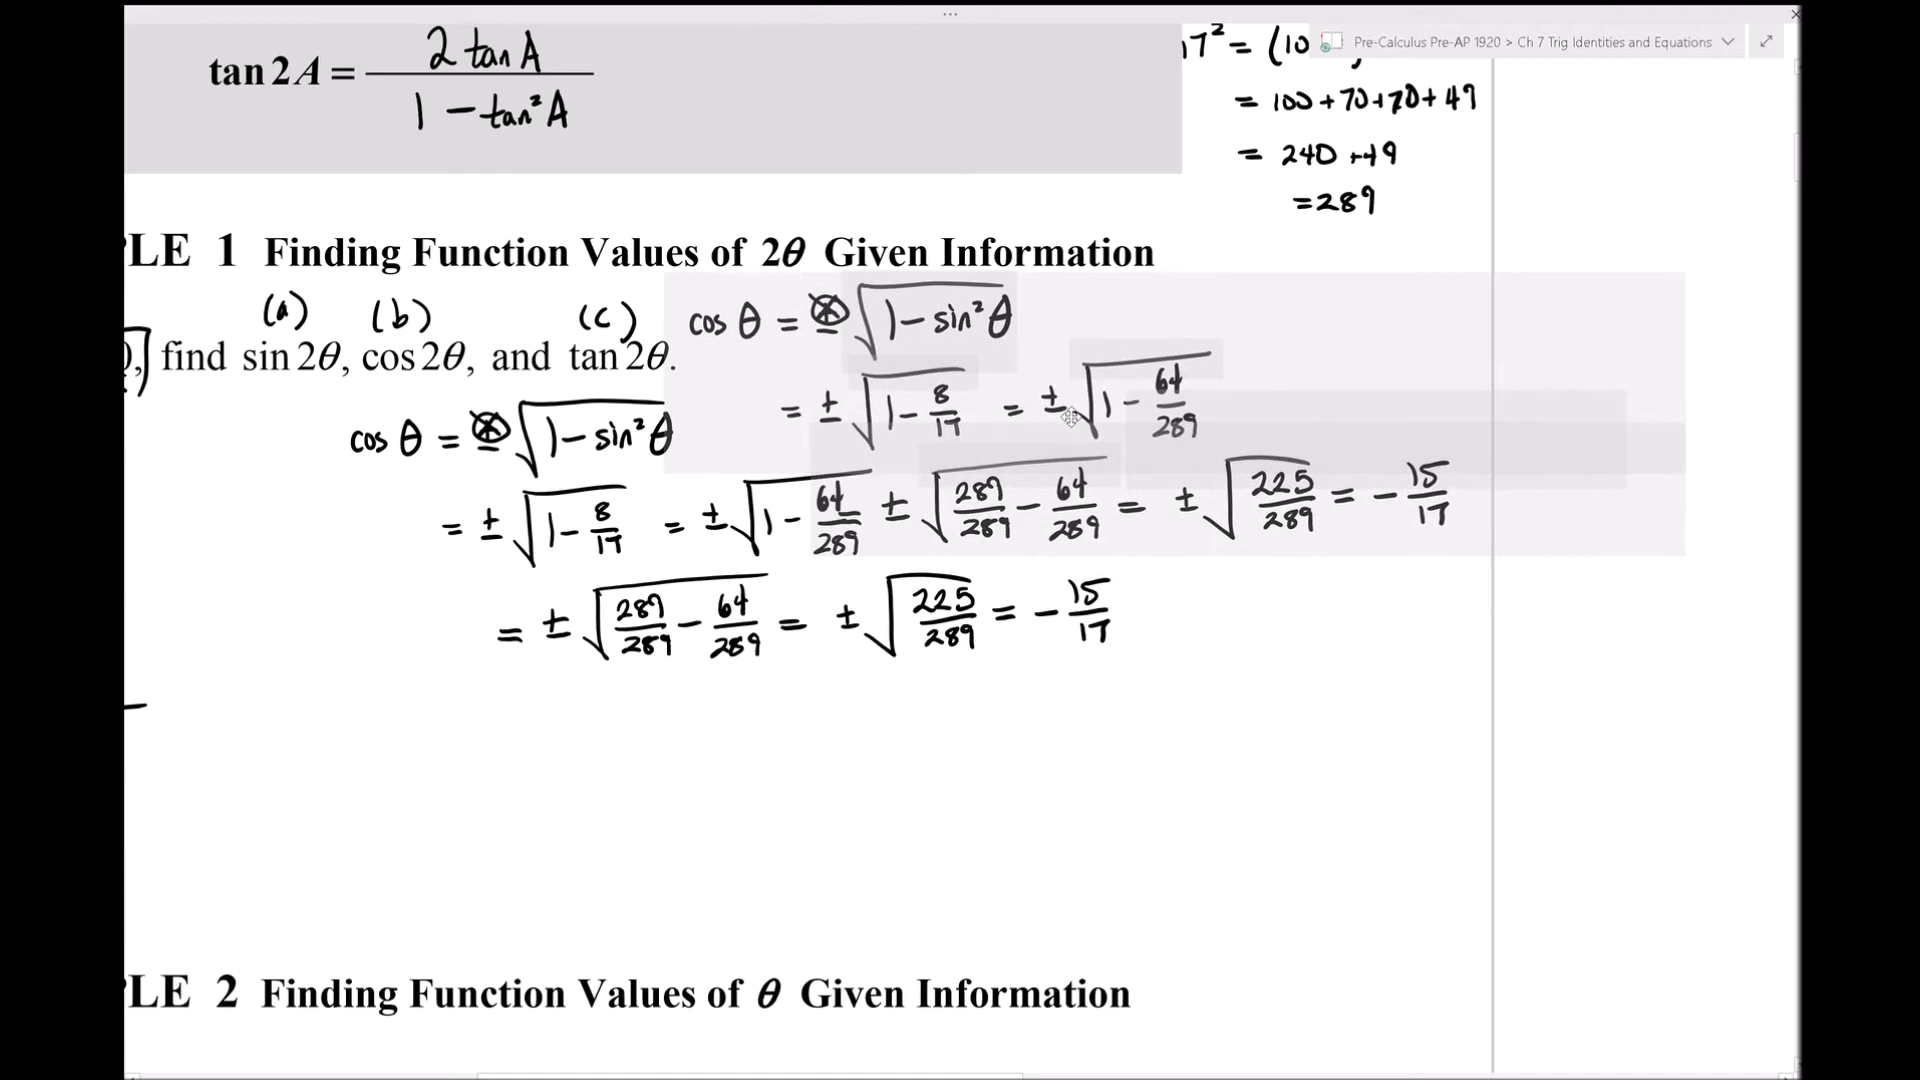 tan 2A = 2 tan A / 1 - tan² A
17² = (10
Pre-Calculus Pre-AP 1920 > Ch 7 Trig Identities and Equations
= 100 + 70 + 70 + 49
= 240 + 49
= 289
PLE 1 Finding Function Values of 2θ Given Information
(a) (b) (c)
find sin 2θ, cos 2θ, and tan 2θ.
cos θ = ± √(1 - sin² θ)
= ± √(1 - 8/17) = ± √(1 - 64/289)
cos θ = ± √(1 - sin² θ)
= ± √(1 - 8/17) = ± √(1 - 64/289) ± √(289/289 - 64/289) = ± √(225/289) = - 15/17
= ± √(289/289 - 64/289) = ± √(225/289) = - 15/17
PLE 2 Finding Function Values of θ Given Information